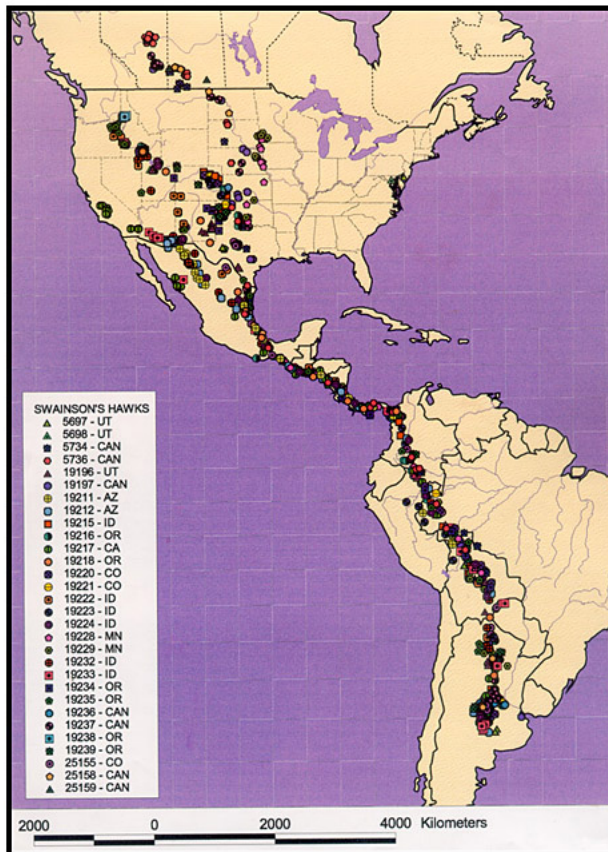 SWAINSON'S HAWKS
5697 - UT
5698 - UT
5734 - CAN
5736 - CAN
19196 - UT
19197 - CAN
19211 - AZ
19212 - AZ
19215 - ID
19216 - OR
19217 - CA
19218 - OR
19220 - CO
19221 - CO
19222 - ID
19223 - ID
19224 - ID
19228 - MN
19229 - MN
19232 - ID
19233 - ID
19234 - OR
19235 - OR
19236 - CAN
19237 - CAN
19238 - OR
19239 - OR
25155 - CO
25158 - CAN
25159 - CAN
2000 0 2000 4000 Kilometers